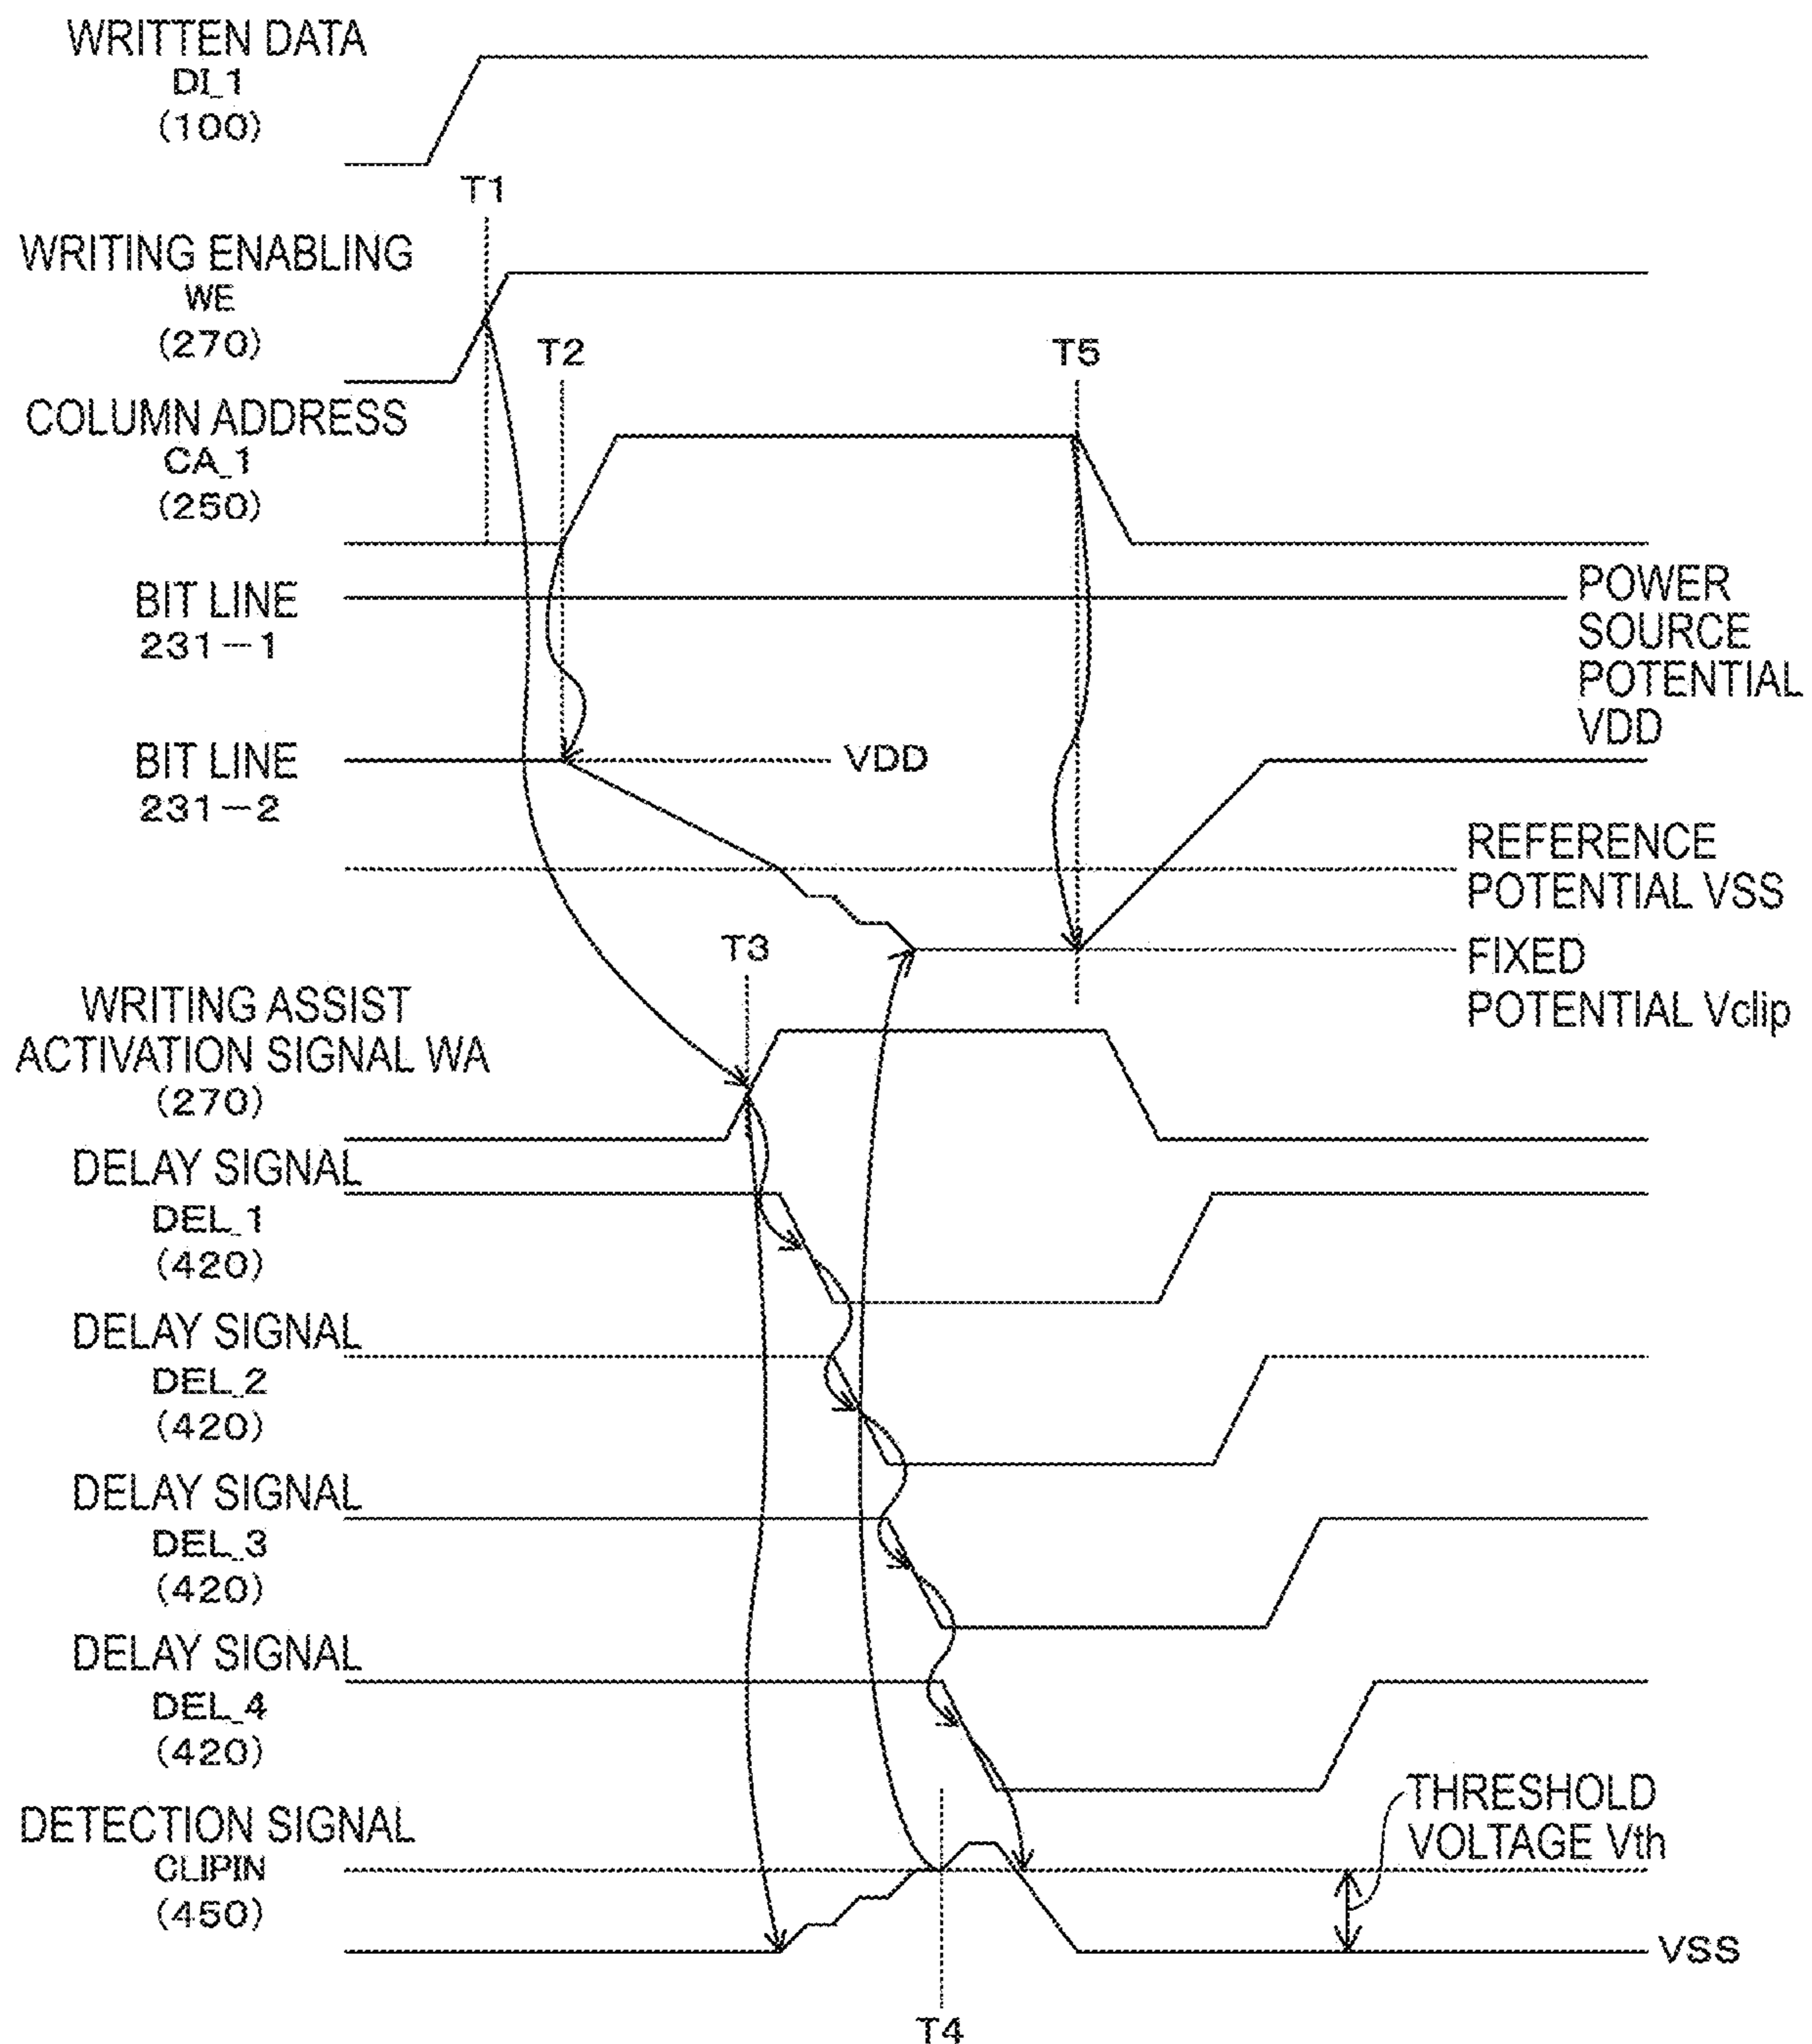 WRITTEN DATA
DI_1
(100)
T1
WRITING ENABLING
WE
(270)
T2
T5
COLUMN ADDRESS
CA_1
(250)
BIT LINE
231-1
POWER
SOURCE
POTENTIAL
VDD
BIT LINE
231-2
VDD
REFERENCE
POTENTIAL VSS
T3
FIXED
POTENTIAL Vclip
WRITING ASSIST
ACTIVATION SIGNAL WA
(270)
DELAY SIGNAL
DEL_1
(420)
DELAY SIGNAL
DEL_2
(420)
DELAY SIGNAL
DEL_3
(420)
DELAY SIGNAL
DEL_4
(420)
THRESHOLD
VOLTAGE Vth
DETECTION SIGNAL
CLIPIN
(450)
VSS
T4